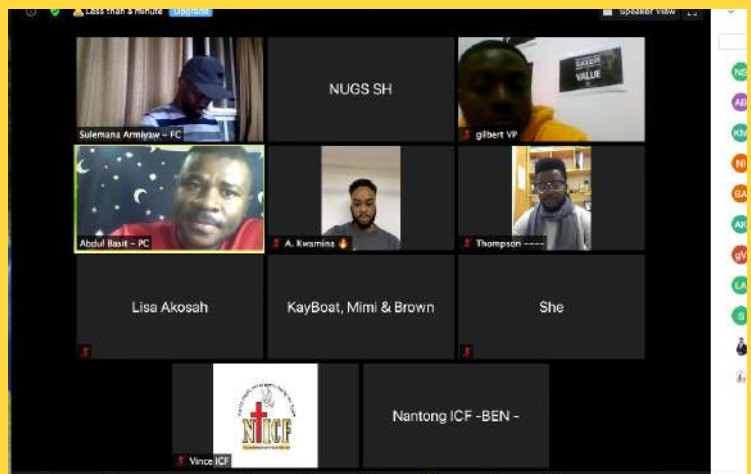 Less than a minute Upgrade
Speaker View
NS
Sulemana Armiyaw – FC
NUGS SH
SUCCESS
VALUE
gilbert VP
AB
KM
NI
Abdul Basit – PC
A. Kwamina 🔥
Thompson ----
SA
AK
gV
Lisa Akosah
KayBoat, Mimi & Brown
She
LA
S
NTICF
Vince ICF
Nantong ICF -BEN -